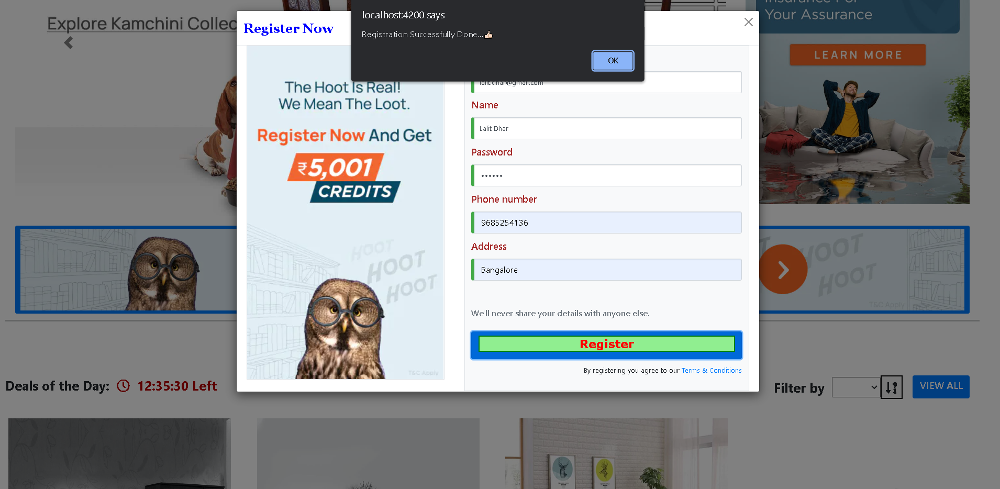 localhost:4200 says
Registration Successfully Done...👍
OK
Explore Kamchini Collec
Register Now
The Hoot Is Real!
We Mean The Loot.
Register Now And Get
₹5,001
CREDITS
HOOT
HOOT
HOOT
T&C Apply
lalit.dhar@gmail.com
Name
Lalit Dhar
Password
••••••
Phone number
9685254136
Address
Bangalore
We'll never share your details with anyone else.
Register
By registering you agree to our Terms & Conditions
Insurance For
Your Assurance
LEARN MORE
HOOT
HOOT
T&C Apply
Deals of the Day: 12:35:30 Left
Filter by
VIEW ALL